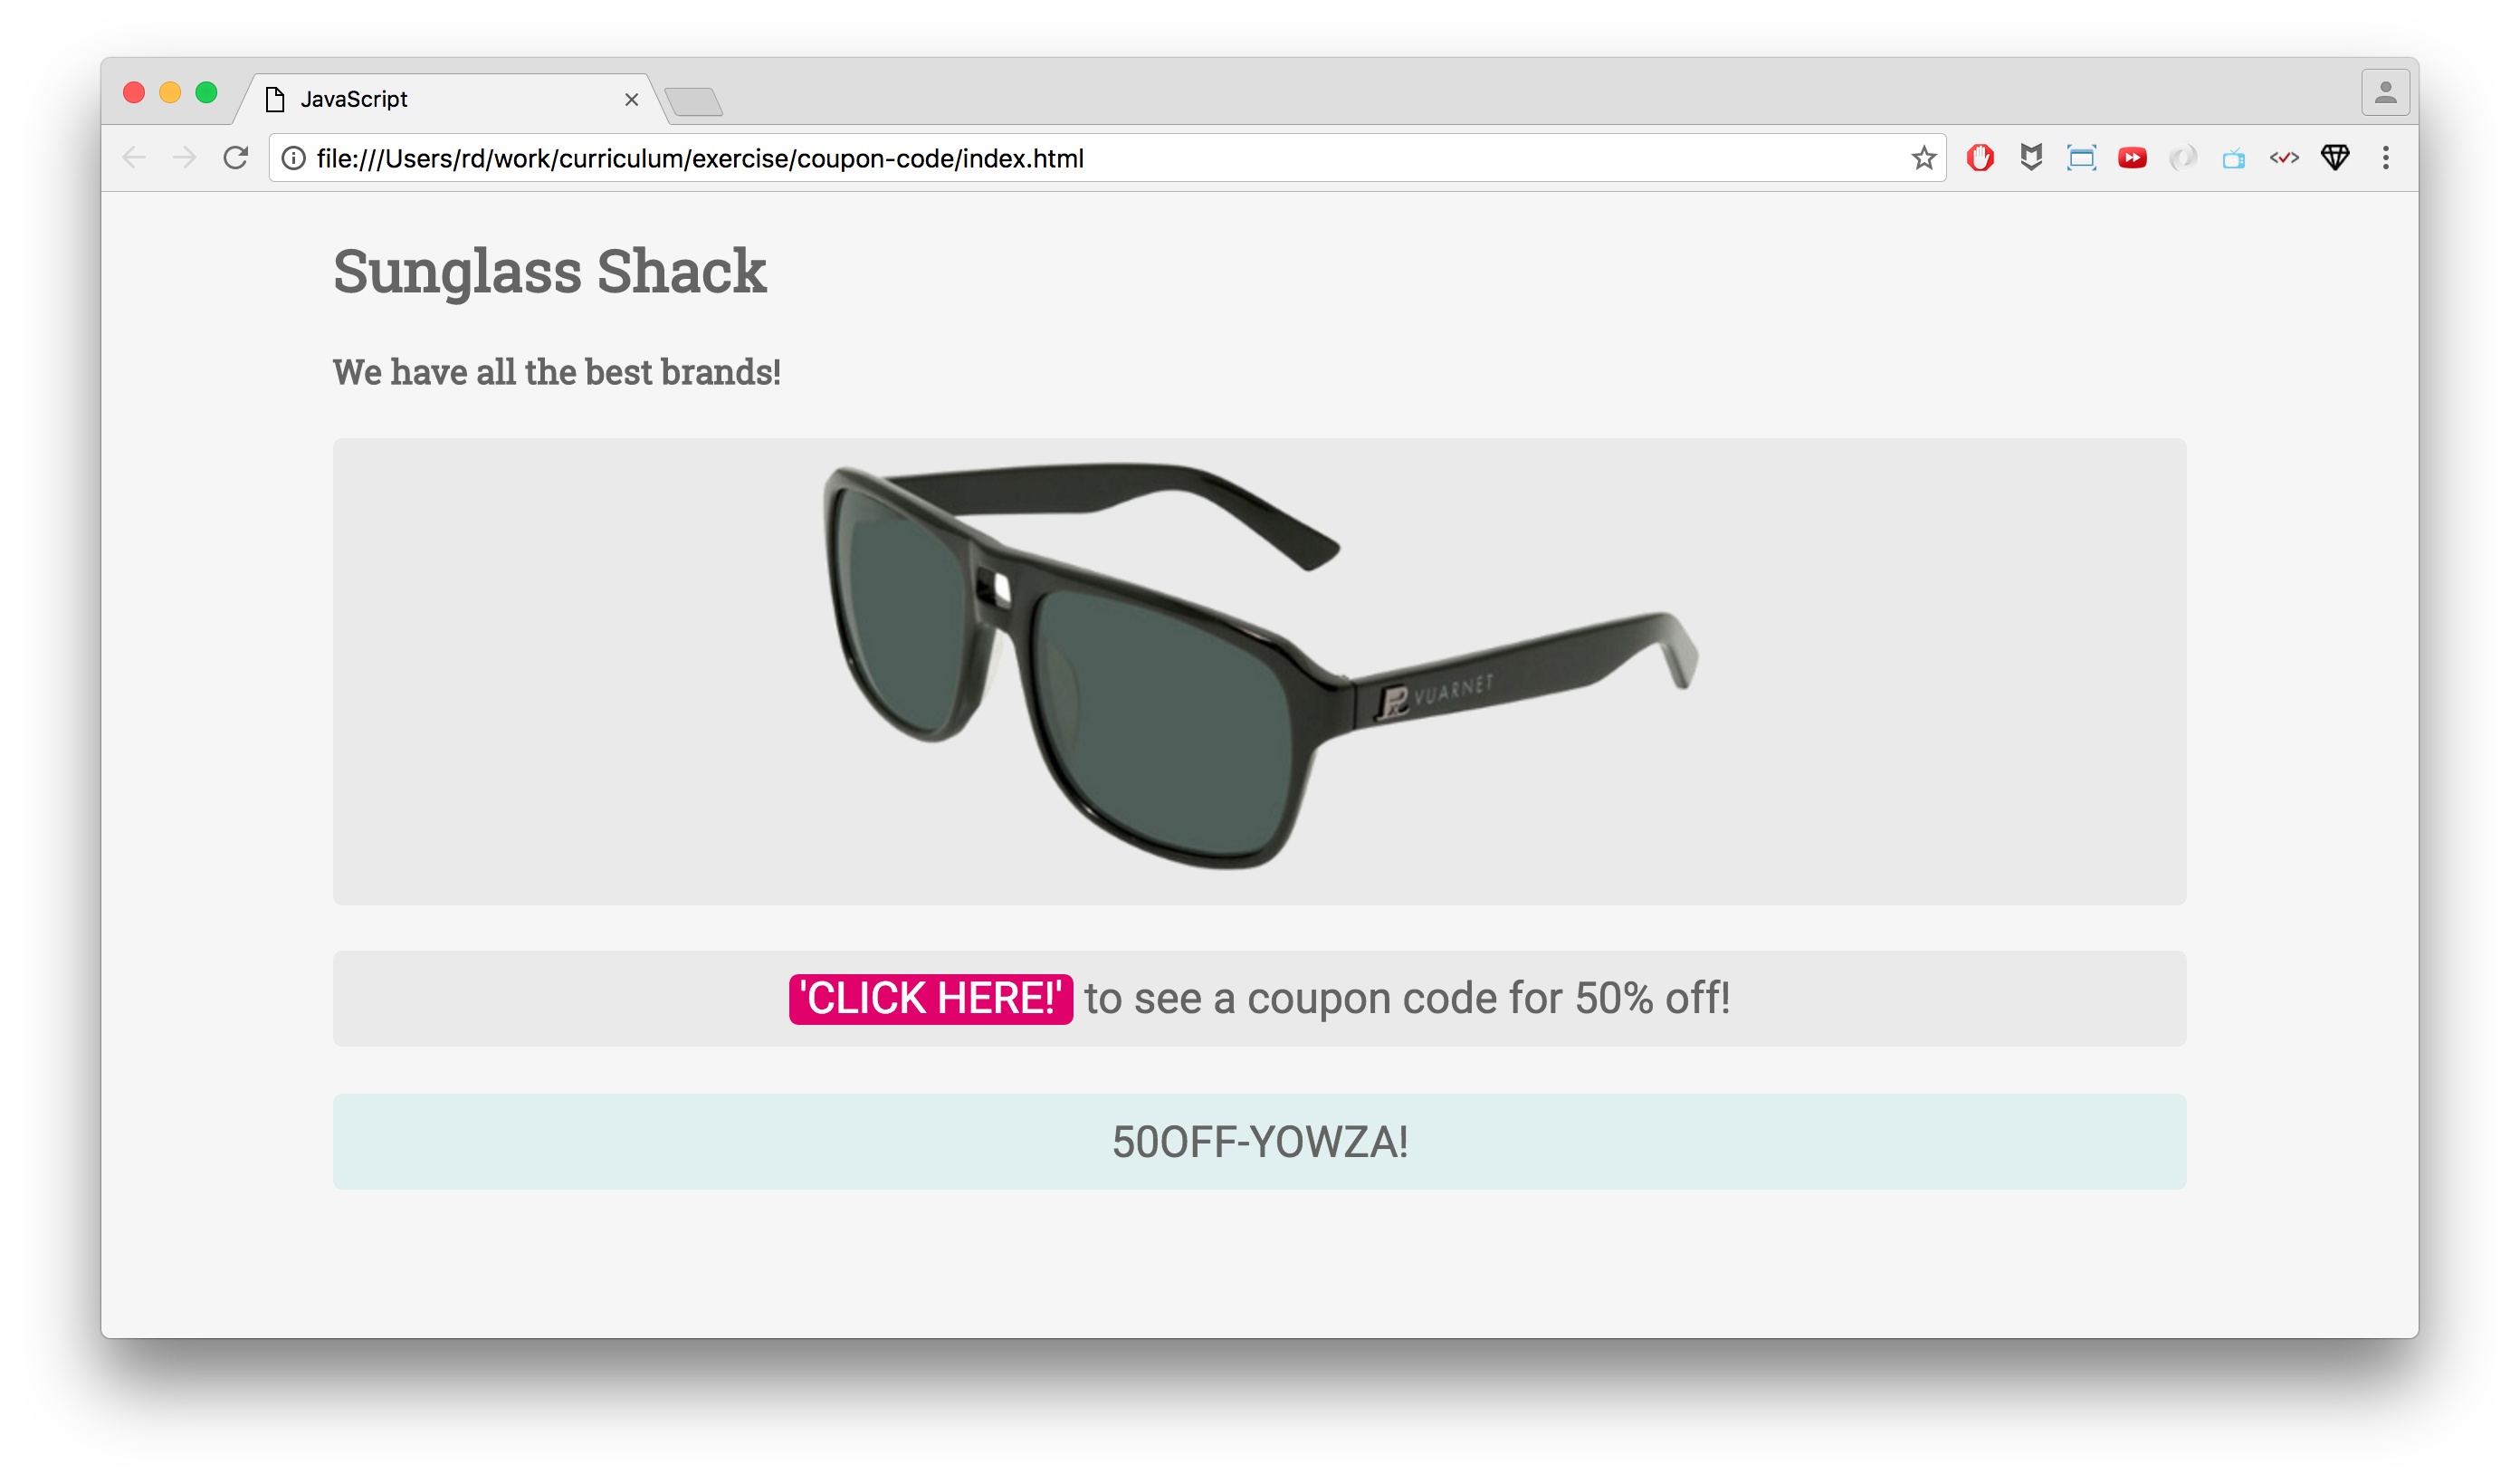 JavaScript
file:///Users/rd/work/curriculum/exercise/coupon-code/index.html
Sunglass Shack
We have all the best brands!
VUARNET
'CLICK HERE!' to see a coupon code for 50% off!
50OFF-YOWZA!